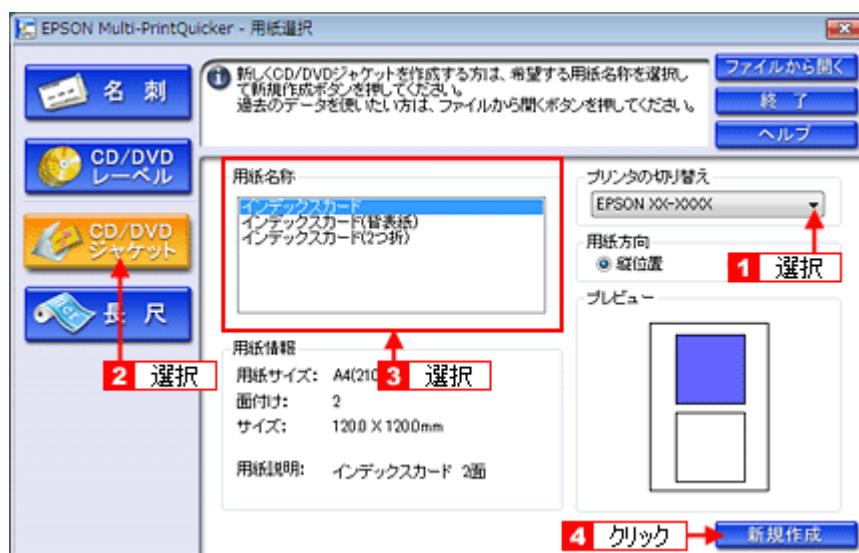 EPSON Multi-PrintQuicker - 用紙選択
名 刺
CD/DVD
レーベル
CD/DVD
ジャケット
長 尺
2 選択
新しくCD/DVDジャケットを作成する方は、希望する用紙名称を選択し
て新規作成ボタンを押してください。
過去のデータを使いたい方は、ファイルから開くボタンを押してください。
ファイルから開く
終 了
ヘルプ
用紙名称
インデックスカード
インデックスカード(替表紙)
インデックスカード(2つ折)
3 選択
用紙情報
用紙サイズ: A4(210
面付け: 2
サイズ: 120.0 X 120.0mm
用紙説明: インデックスカード 2面
プリンタの切り替え
EPSON XX-XXXX
1 選択
用紙方向
縦位置
プレビュー
4 クリック
新規作成